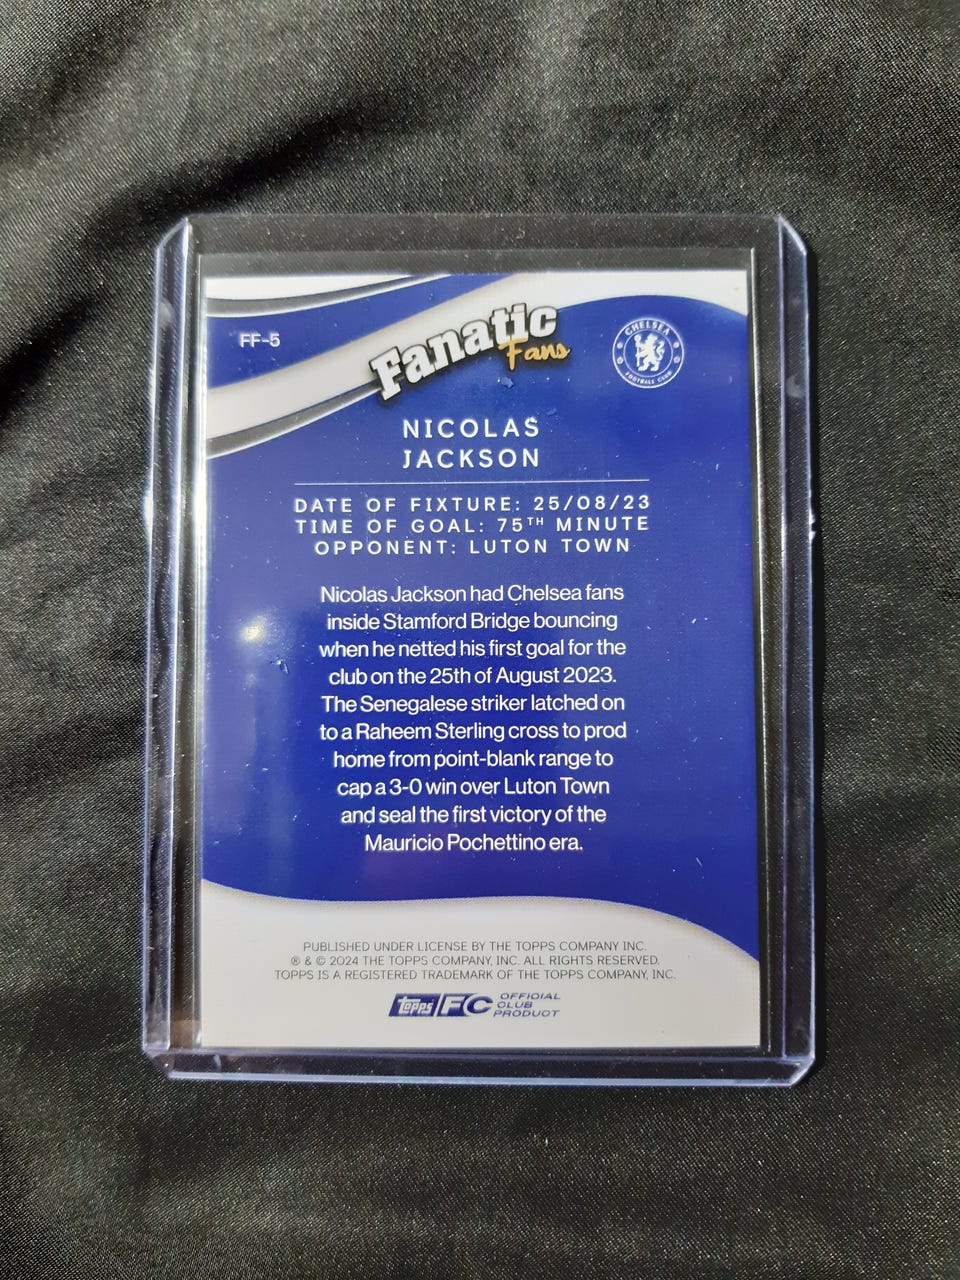 FF-5
Fanatic
Fans
CHELSEA
FOOTBALL CLUB
NICOLAS
JACKSON
DATE OF FIXTURE: 25/08/23
TIME OF GOAL: 75TH MINUTE
OPPONENT: LUTON TOWN
Nicolas Jackson had Chelsea fans
inside Stamford Bridge bouncing
when he netted his first goal for the
club on the 25th of August 2023.
The Senegalese striker latched on
to a Raheem Sterling cross to prod
home from point-blank range to
cap a 3-0 win over Luton Town
and seal the first victory of the
Mauricio Pochettino era.
PUBLISHED UNDER LICENSE BY THE TOPPS COMPANY INC.
® & © 2024 THE TOPPS COMPANY, INC. ALL RIGHTS RESERVED.
TOPPS IS A REGISTERED TRADEMARK OF THE TOPPS COMPANY, INC.
topps FC OFFICIAL
CLUB
PRODUCT